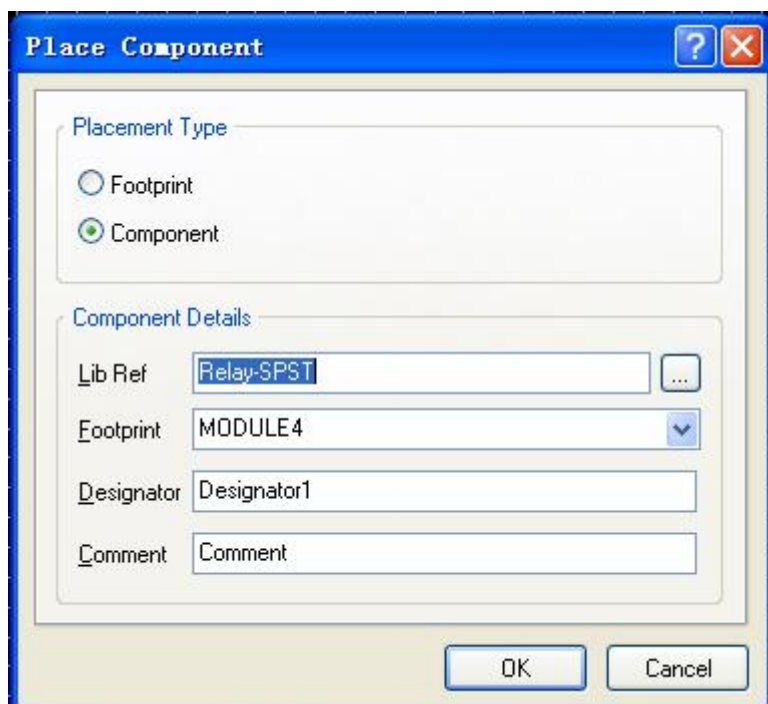 Place Component
Placement Type
Footprint
Component
Component Details
Lib Ref Relay-SPST ...
Footprint MODULE4
Designator Designator1
Comment Comment
OK Cancel